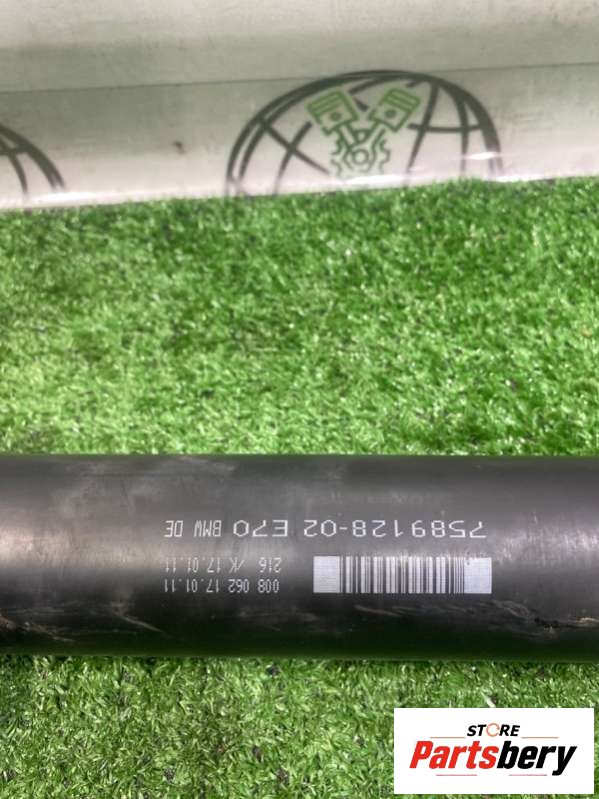 7589128-02 E70 BMW DE
008 062 17.01.11
216 /K 17.01.11
STORE
Partsbery